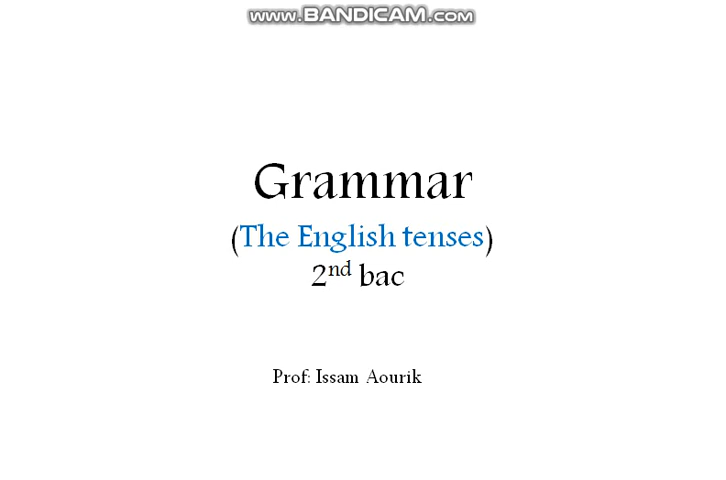 www.BANDICAM.com
Grammar
(The English tenses)
2nd bac
Prof: Issam Aourik